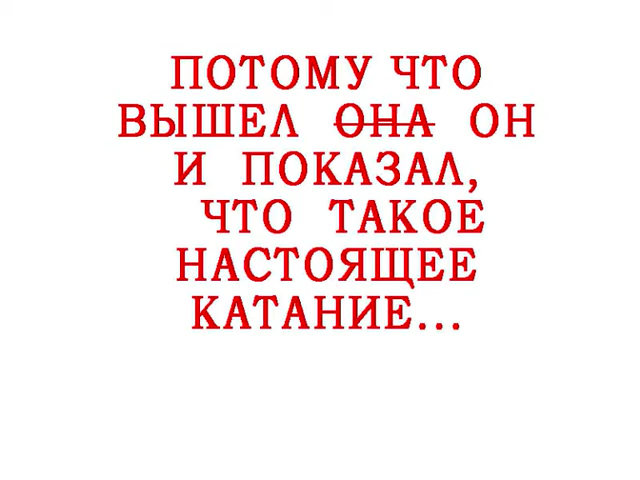 ПОТОМУ ЧТО
ВЫШЕЛ ОНА ОН
И ПОКАЗАЛ,
ЧТО ТАКОЕ
НАСТОЯЩЕЕ
КАТАНИЕ...